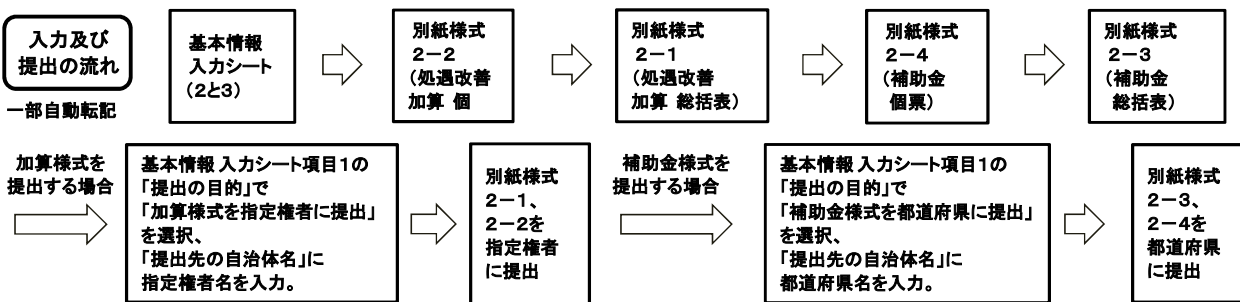 入力及び
提出の流れ
一部自動転記
基本情報
入力シート
(2と3)
別紙様式
2-2
(処遇改善
加算 個
別紙様式
2-1
(処遇改善
加算 総括表)
別紙様式
2-4
(補助金
個票)
別紙様式
2-3
(補助金
総括表)
加算様式を
提出する場合
基本情報 入力シート項目1の
「提出の目的」で
「加算様式を指定権者に提出」
を選択、
「提出先の自治体名」に
指定権者名を入力。
別紙様式
2-1、
2-2を
指定権者
に提出
補助金様式を
提出する場合
基本情報 入力シート項目1の
「提出の目的」で
「補助金様式を都道府県に提出」
を選択、
「提出先の自治体名」に
都道府県名を入力。
別紙様式
2-3、
2-4を
都道府県
に提出